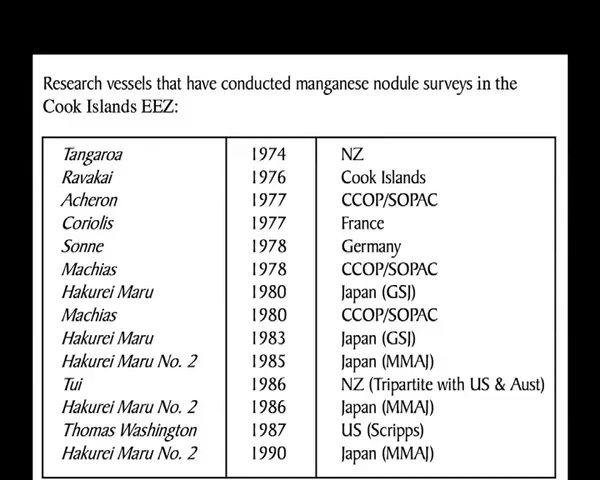 Research vessels that have conducted manganese nodule surveys in the
Cook Islands EEZ:
Tangaroa 1974 NZ
Ravakai 1976 Cook Islands
Acheron 1977 CCOP/SOPAC
Coriolis 1977 France
Sonne 1978 Germany
Machias 1978 CCOP/SOPAC
Hakurei Maru 1980 Japan (GSJ)
Machias 1980 CCOP/SOPAC
Hakurei Maru 1983 Japan (GSJ)
Hakurei Maru No. 2 1985 Japan (MMAJ)
Tui 1986 NZ (Tripartite with US & Aust)
Hakurei Maru No. 2 1986 Japan (MMAJ)
Thomas Washington 1987 US (Scripps)
Hakurei Maru No. 2 1990 Japan (MMAJ)